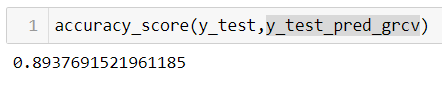 1 accuracy_score(y_test,y_test_pred_grcv)
0.8937691521961185